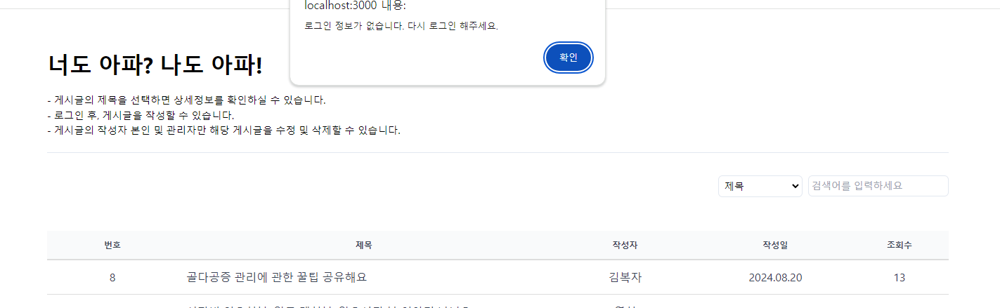 localhost:3000 내용:
로그인 정보가 없습니다. 다시 로그인 해주세요.
확인
너도 아파? 나도 아파!
- 게시글의 제목을 선택하면 상세정보를 확인하실 수 있습니다.
- 로그인 후, 게시글을 작성할 수 있습니다.
- 게시글의 작성자 본인 및 관리자만 해당 게시글을 수정 및 삭제할 수 있습니다.
제목 검색어를 입력하세요
번호 제목 작성자 작성일 조회수
8 골다공증 관리에 관한 꿀팁 공유해요 김복자 2024.08.20 13